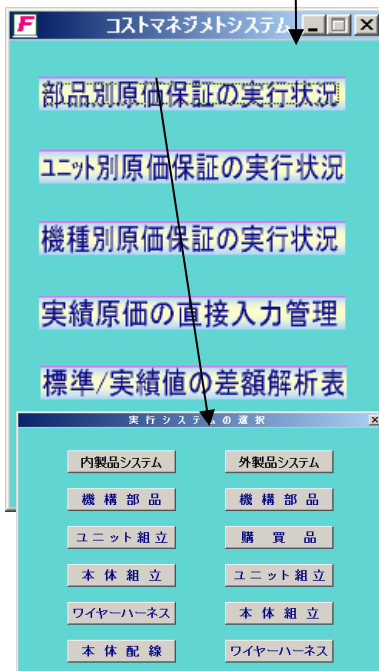 F コストマネジメトシステム
部品別原価保証の実行状況
ユニット別原価保証の実行状況
機種別原価保証の実行状況
実績原価の直接入力管理
標準/実績値の差額解析表
実行システムの選択
内製品システム 外製品システム
機構部品 機構部品
ユニット組立 購買品
本体組立 ユニット組立
ワイヤーハーネス 本体組立
本体配線 ワイヤーハーネス